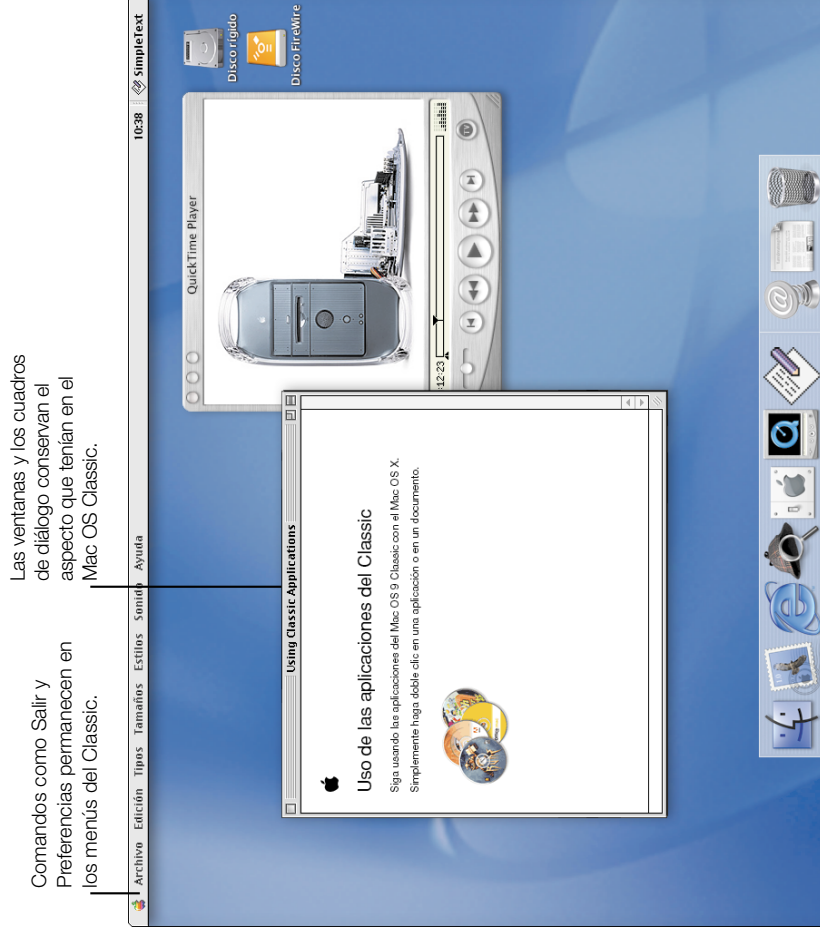 Comandos como Salir y
Preferencias permanecen en
los menús del Classic.
Las ventanas y los cuadros
de diálogo conservan el
aspecto que tenían en el
Mac OS Classic.
Archivo Edición Tipos Tamaños Estilos Sonido Ayuda 10:38 SimpleText
Disco rígido
Disco FireWire
QuickTime Player
:12:23
TV
Using Classic Applications
Uso de las aplicaciones del Classic
Siga usando las aplicaciones del Mac OS 9 Classic con el Mac OS X.
Simplemente haga doble clic en una aplicación o en un documento.